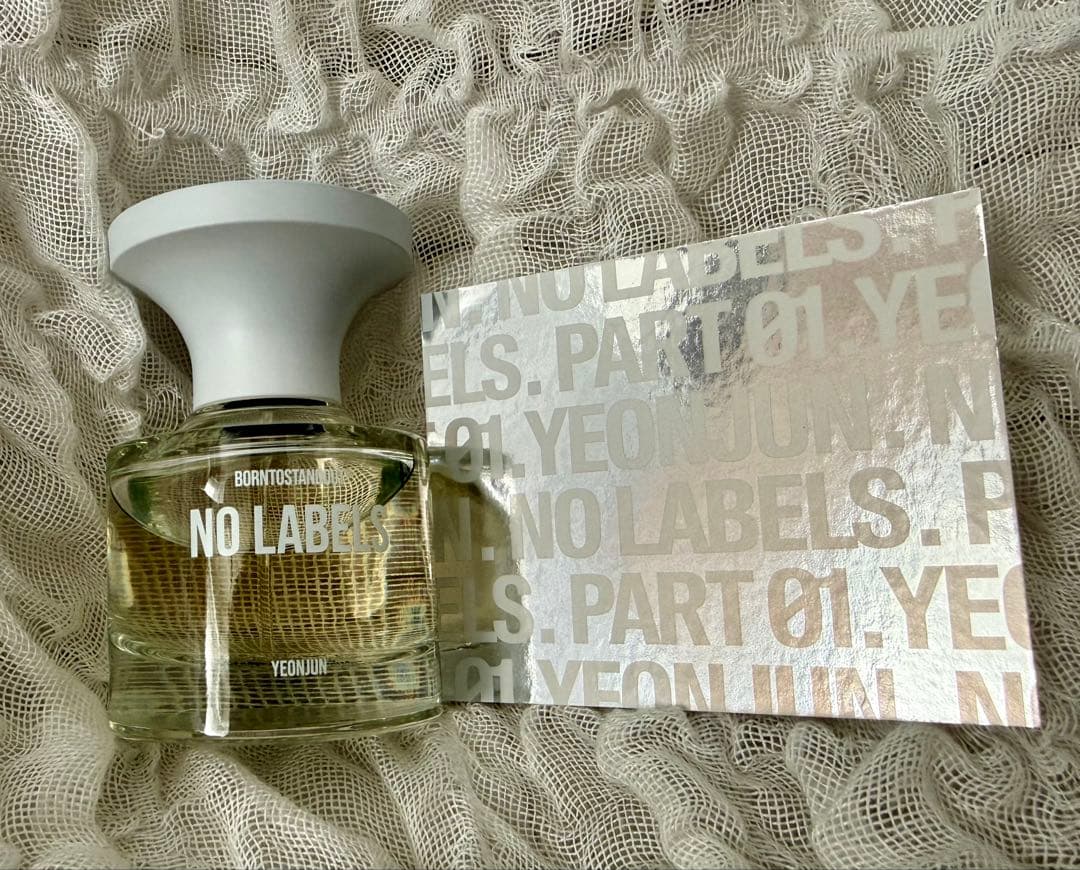 BORNTOSTANDOUT
NO LABELS
YEONJUN
N. NO LABELS. P
ELS. PART 01. YEO
01. YEONJUN. N
N. NO LABELS. P
ELS. PART 01. YEO
01. YEONJUN. N